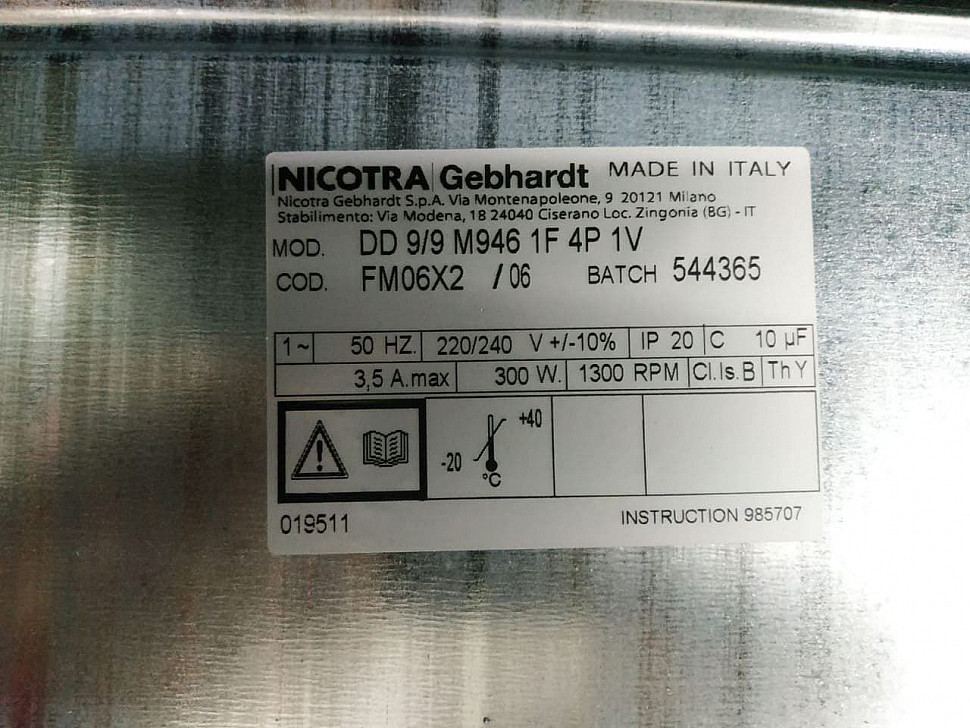 NICOTRA Gebhardt MADE IN ITALY
Nicotra Gebhardt S.p.A. Via Montenapoleone, 9 20121 Milano
Stabilimento: Via Modena, 18 24040 Ciserano Loc. Zingonia (BG) - IT
MOD. DD 9/9 M946 1F 4P 1V
COD. FM06X2 / 06 BATCH 544365
1~ 50 HZ. 220/240 V +/-10% IP 20 C 10 µF
3,5 A.max 300 W. 1300 RPM Cl.Is.B Th Y
+40
-20
°C
019511 INSTRUCTION 985707